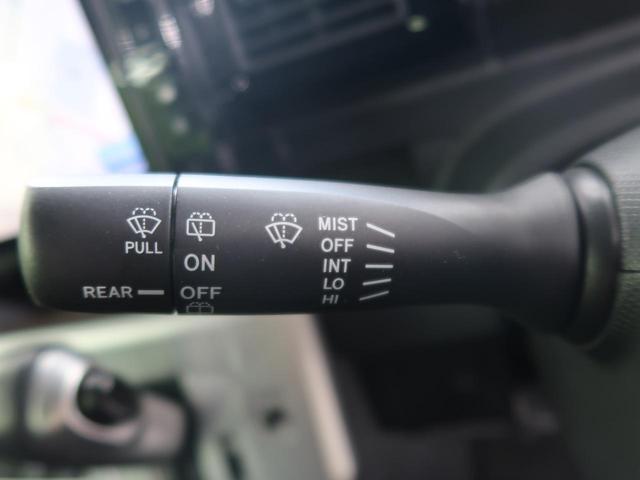 PULL
REAR
ON
OFF
MIST
OFF
INT
LO
HI